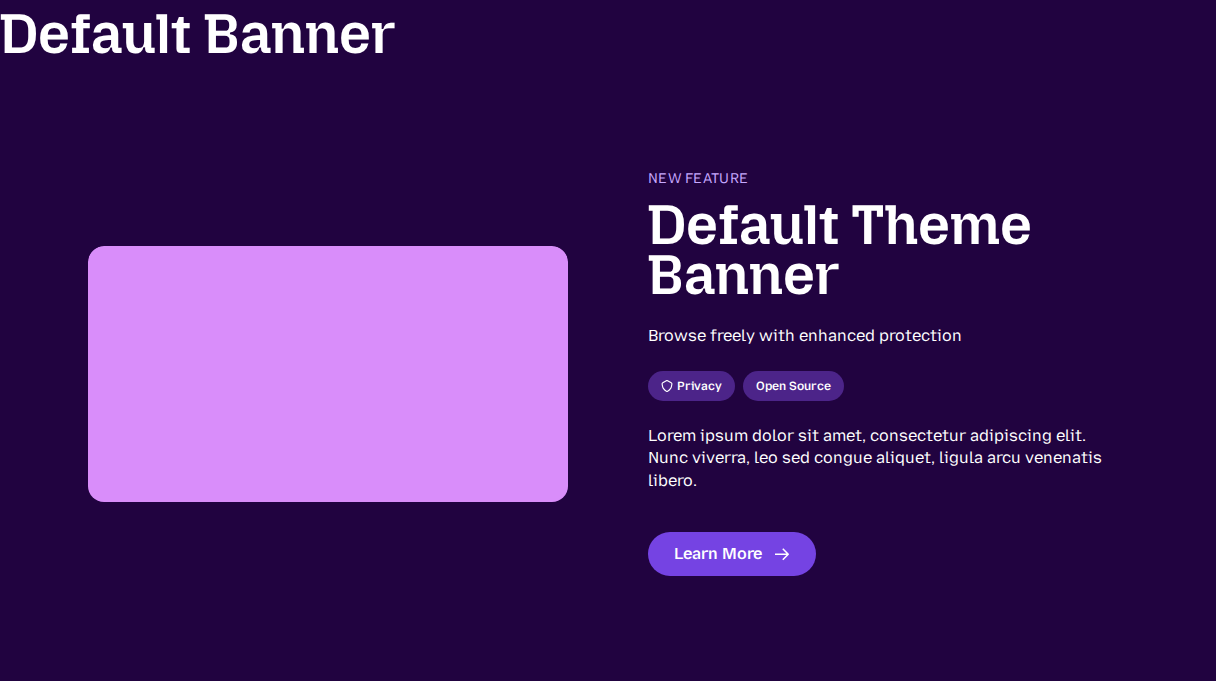 Default Banner
NEW FEATURE
Default Theme
Banner
Browse freely with enhanced protection
Privacy
Open Source
Lorem ipsum dolor sit amet, consectetur adipiscing elit.
Nunc viverra, leo sed congue aliquet, ligula arcu venenatis
libero.
Learn More